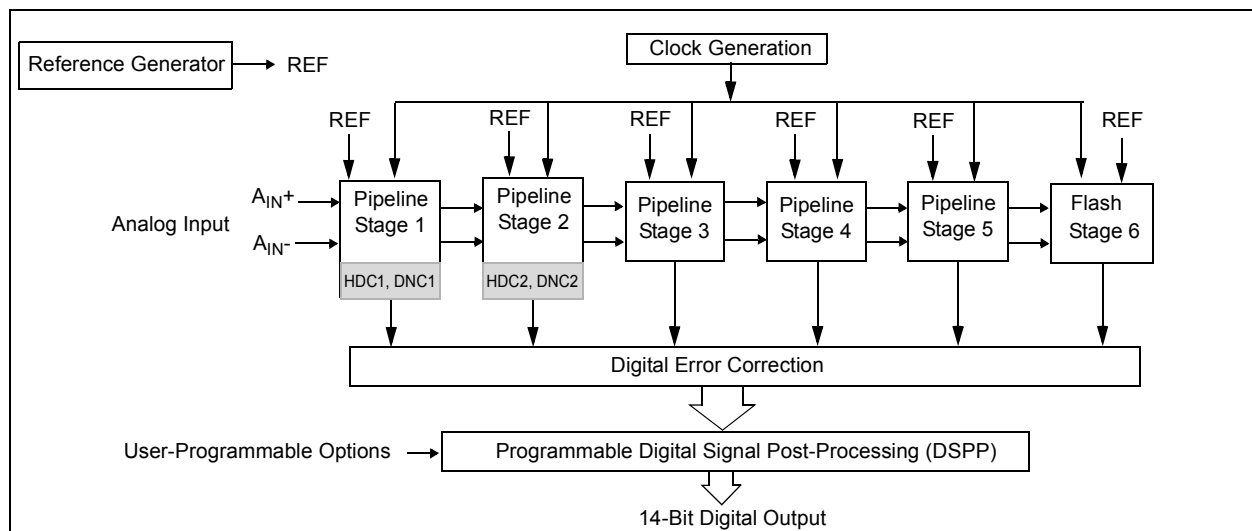 Reference Generator
REF
Clock Generation
REF
REF
REF
REF
REF
REF
Analog Input
AIN+
AIN-
Pipeline
Stage 1
HDC1, DNC1
Pipeline
Stage 2
HDC2, DNC2
Pipeline
Stage 3
Pipeline
Stage 4
Pipeline
Stage 5
Flash
Stage 6
Digital Error Correction
User-Programmable Options
Programmable Digital Signal Post-Processing (DSPP)
14-Bit Digital Output